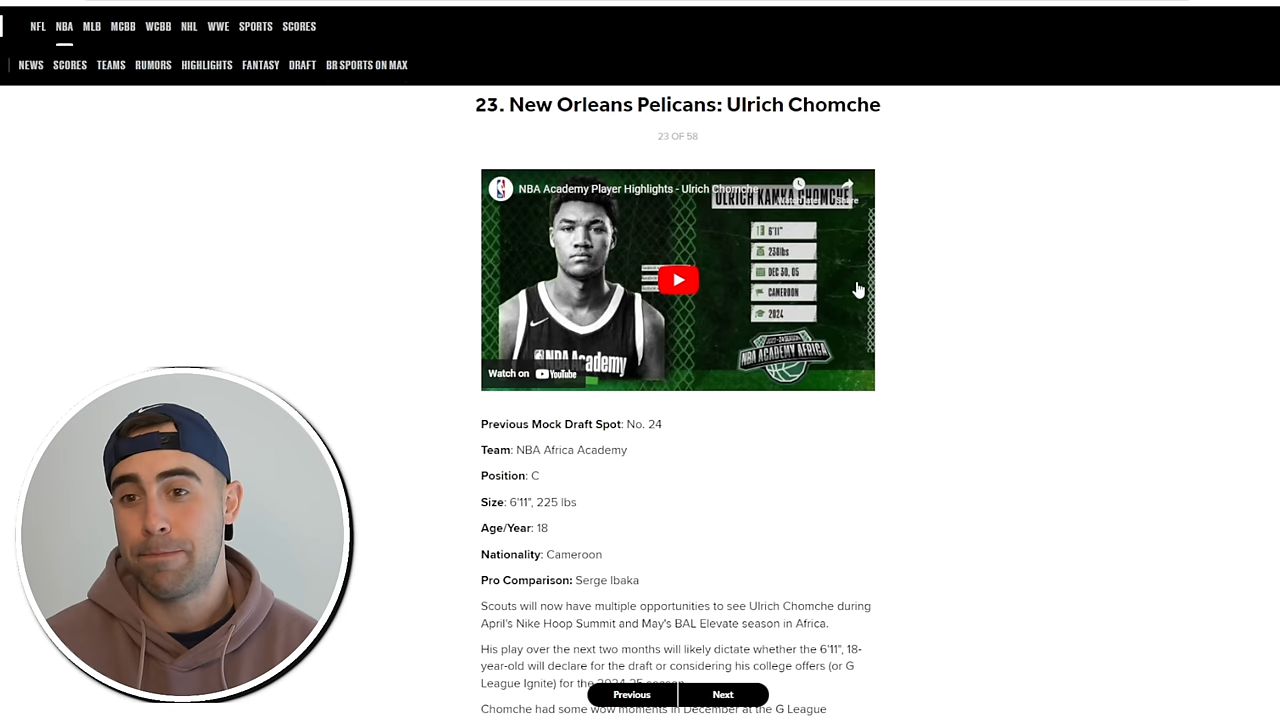 NFL NBA MLB MCBB WCBB NHL WWE SPORTS SCORES
NEWS SCORES TEAMS RUMORS HIGHLIGHTS FANTASY DRAFT BR SPORTS ON MAX
23. New Orleans Pelicans: Ulrich Chomche
23 OF 58
NBA Academy Player Highlights - Ulrich Chomche
ULRICH KAMKA CHOMCHE
Watch later Share
6'11"
238lbs
DEC 30, 05
CAMEROON
2024
NBA Academy
NBA ACADEMY AFRICA
Watch on YouTube
Previous Mock Draft Spot: No. 24
Team: NBA Africa Academy
Position: C
Size: 6'11", 225 lbs
Age/Year: 18
Nationality: Cameroon
Pro Comparison: Serge Ibaka
Scouts will now have multiple opportunities to see Ulrich Chomche during
April's Nike Hoop Summit and May's BAL Elevate season in Africa.
His play over the next two months will likely dictate whether the 6'11", 18-
year-old will declare for the draft or considering his college offers (or G
League Ignite) for the 2024-25 season.
Previous Next
Chomche had some wow moments in December at the G League